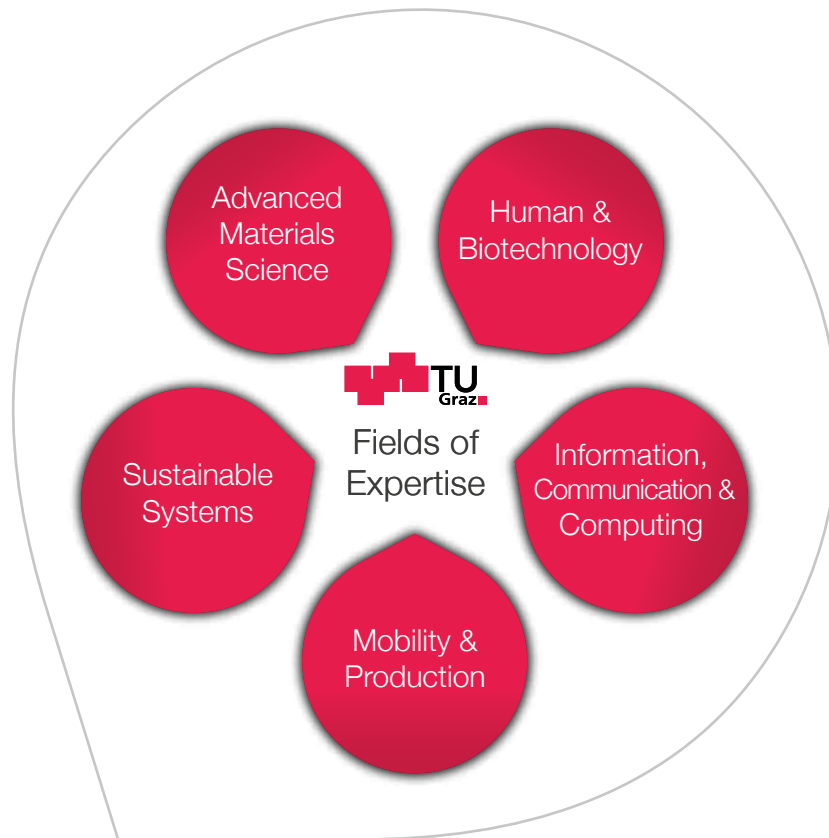 Advanced
Materials
Science
Human &
Biotechnology
TU
Graz
Fields of
Expertise
Sustainable
Systems
Information,
Communication &
Computing
Mobility &
Production